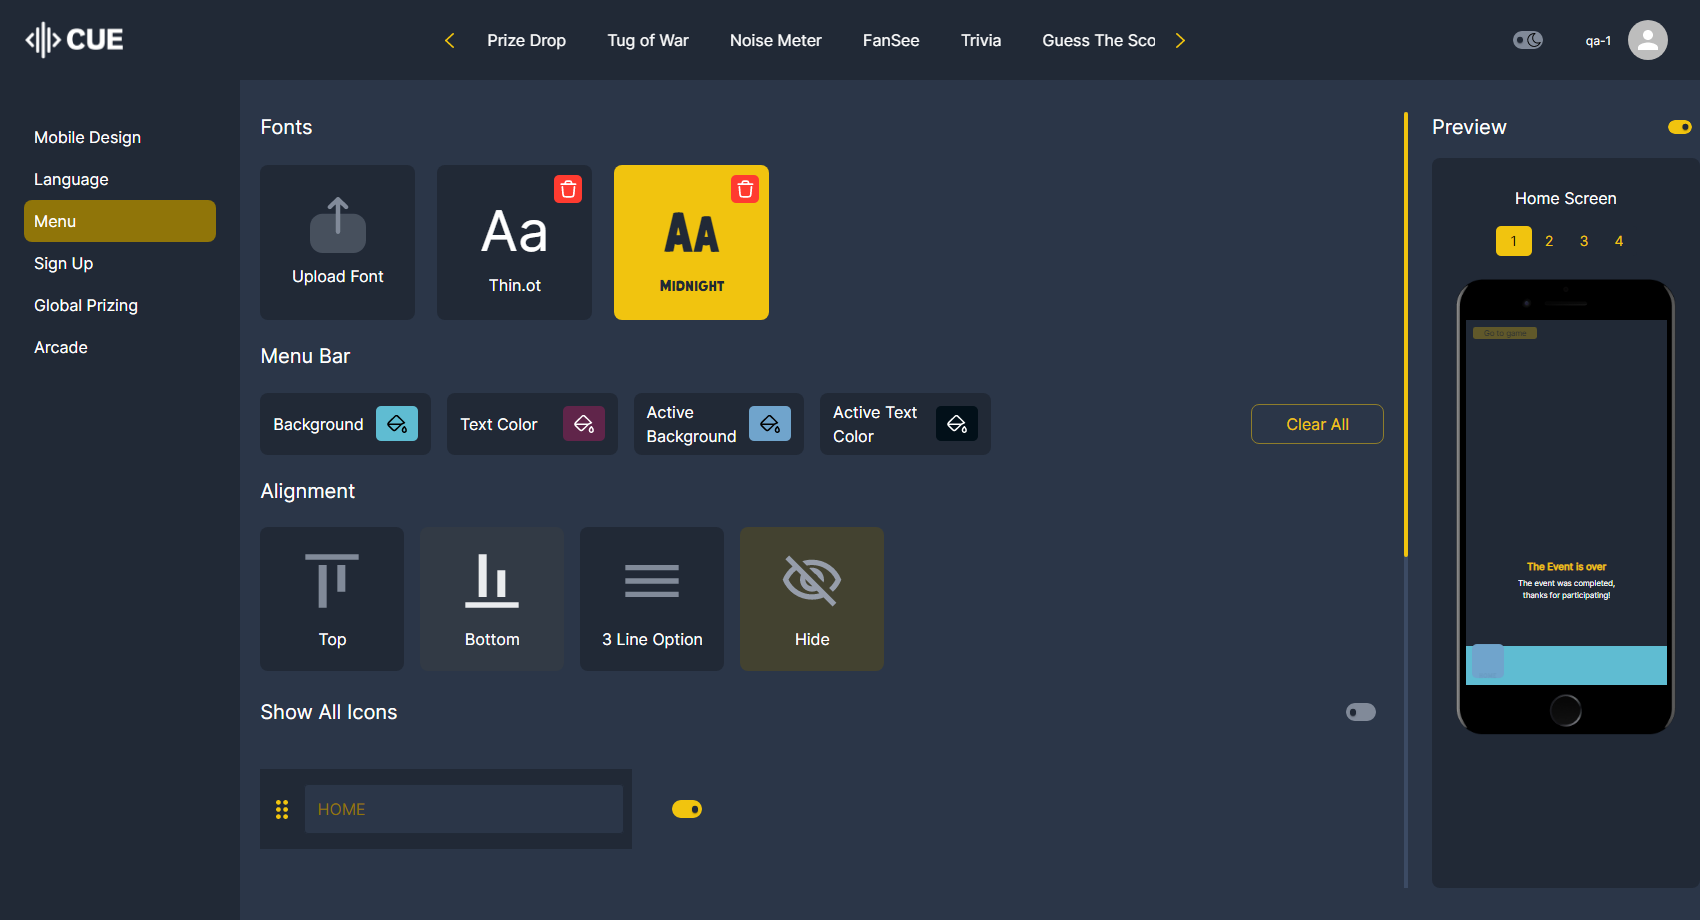 CUE
Prize Drop
Tug of War
Noise Meter
FanSee
Trivia
Guess The Sco
qa-1
Mobile Design
Language
Menu
Sign Up
Global Prizing
Arcade
Fonts
Upload Font
Aa
Thin.ot
AA
MIDNIGHT
Menu Bar
Background
Text Color
Active
Background
Active Text
Color
Clear All
Alignment
Top
Bottom
3 Line Option
Hide
Show All Icons
HOME
Preview
Home Screen
1 2 3 4
Go to game
The Event is over
The event was completed,
thanks for participating!